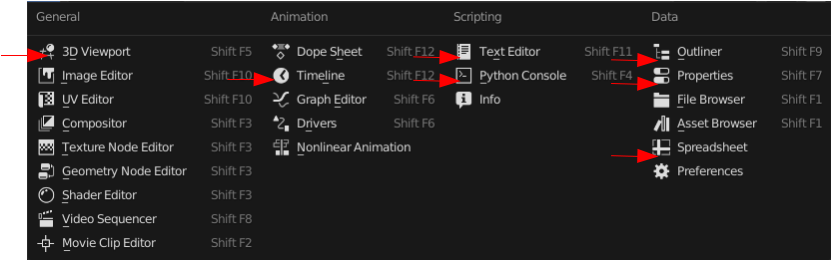 General Animation Scripting Data
3D Viewport Shift F5 Dope Sheet Shift F12 Text Editor Shift F11 Outliner Shift F9
Image Editor Shift F10 Timeline Shift F12 Python Console Shift F4 Properties Shift F7
UV Editor Shift F10 Graph Editor Shift F6 Info File Browser Shift F1
Compositor Shift F3 Drivers Shift F6 Asset Browser Shift F1
Texture Node Editor Shift F3 Nonlinear Animation Spreadsheet
Geometry Node Editor Shift F3 Preferences
Shader Editor Shift F3
Video Sequencer Shift F8
Movie Clip Editor Shift F2